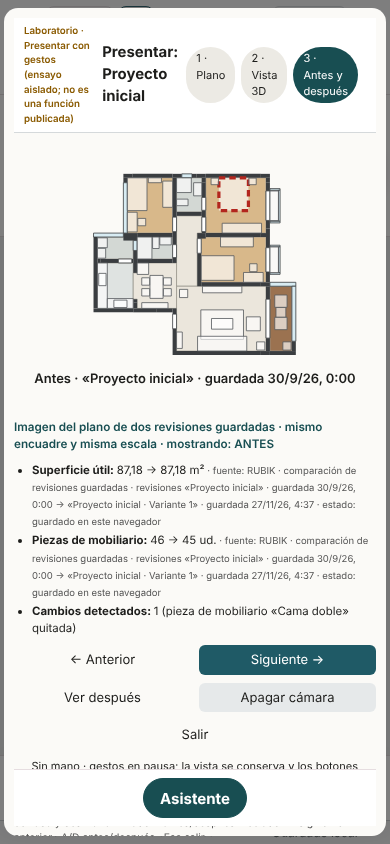 Laboratorio ·
Presentar con
gestos
(ensayo
aislado; no es
una función
publicada)
Presentar:
Proyecto
inicial
1 ·
Plano
2 ·
Vista
3D
3 ·
Antes y
después
Antes · «Proyecto inicial» · guardada 30/9/26, 0:00
Imagen del plano de dos revisiones guardadas · mismo
encuadre y misma escala · mostrando: ANTES
• Superficie útil: 87,18 → 87,18 m² · fuente: RUBIK · comparación de
revisiones guardadas · revisiones «Proyecto inicial» · guardada 30/9/26,
0:00 → «Proyecto inicial · Variante 1» · guardada 27/11/26, 4:37 · estado:
guardado en este navegador
• Piezas de mobiliario: 46 → 45 ud. · fuente: RUBIK · comparación de
revisiones guardadas · revisiones «Proyecto inicial» · guardada 30/9/26,
0:00 → «Proyecto inicial · Variante 1» · guardada 27/11/26, 4:37 · estado:
guardado en este navegador
• Cambios detectados: 1 (pieza de mobiliario «Cama doble»
quitada)
← Anterior
Siguiente →
Ver después
Apagar cámara
Salir
Sin mano · gestos en pausa: la vista se conserva y los botones
Asistente